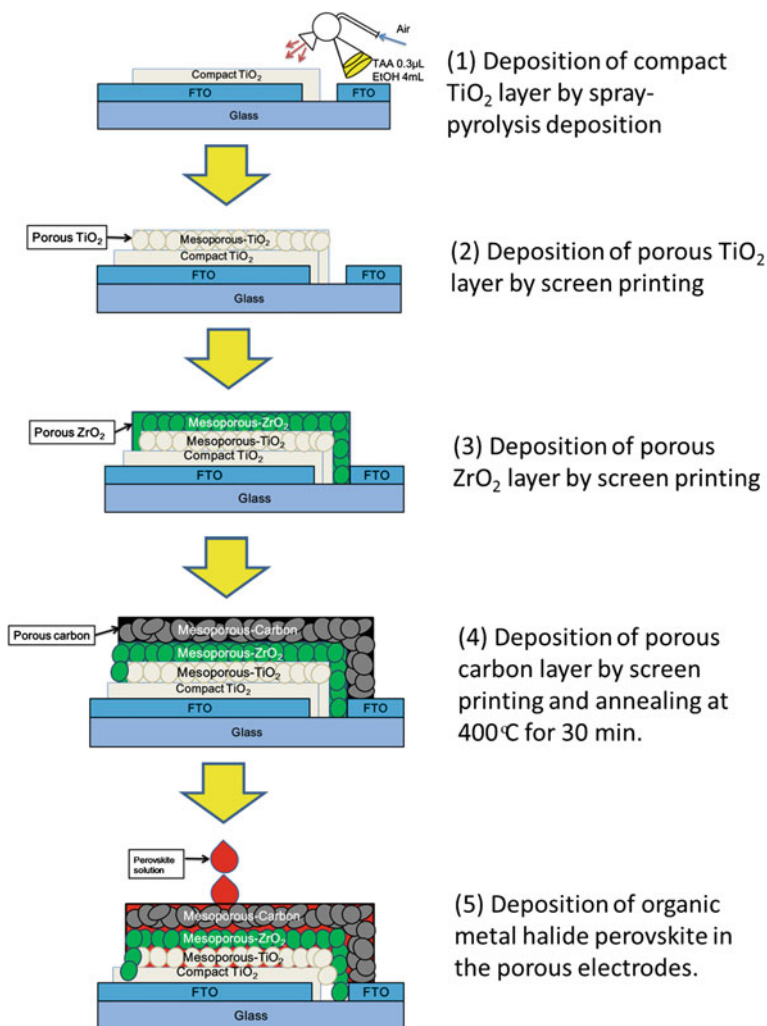 Air
TAA 0.3μL
EtOH 4mL
Compact TiO₂
FTO
FTO
Glass
(1) Deposition of compact
TiO₂ layer by spray-
pyrolysis deposition
Porous TiO₂
Mesoporous-TiO₂
Compact TiO₂
FTO
FTO
Glass
(2) Deposition of porous TiO₂
layer by screen printing
Porous ZrO₂
Mesoporous-ZrO₂
Mesoporous-TiO₂
Compact TiO₂
FTO
FTO
Glass
(3) Deposition of porous
ZrO₂ layer by screen printing
Porous carbon
Mesoporous-Carbon
Mesoporous-ZrO₂
Mesoporous-TiO₂
Compact TiO₂
FTO
FTO
Glass
(4) Deposition of porous
carbon layer by screen
printing and annealing at
400℃ for 30 min.
Perovskite
solution
Mesoporous-Carbon
Mesoporous-ZrO₂
Mesoporous-TiO₂
Compact TiO₂
FTO
FTO
Glass
(5) Deposition of organic
metal halide perovskite in
the porous electrodes.